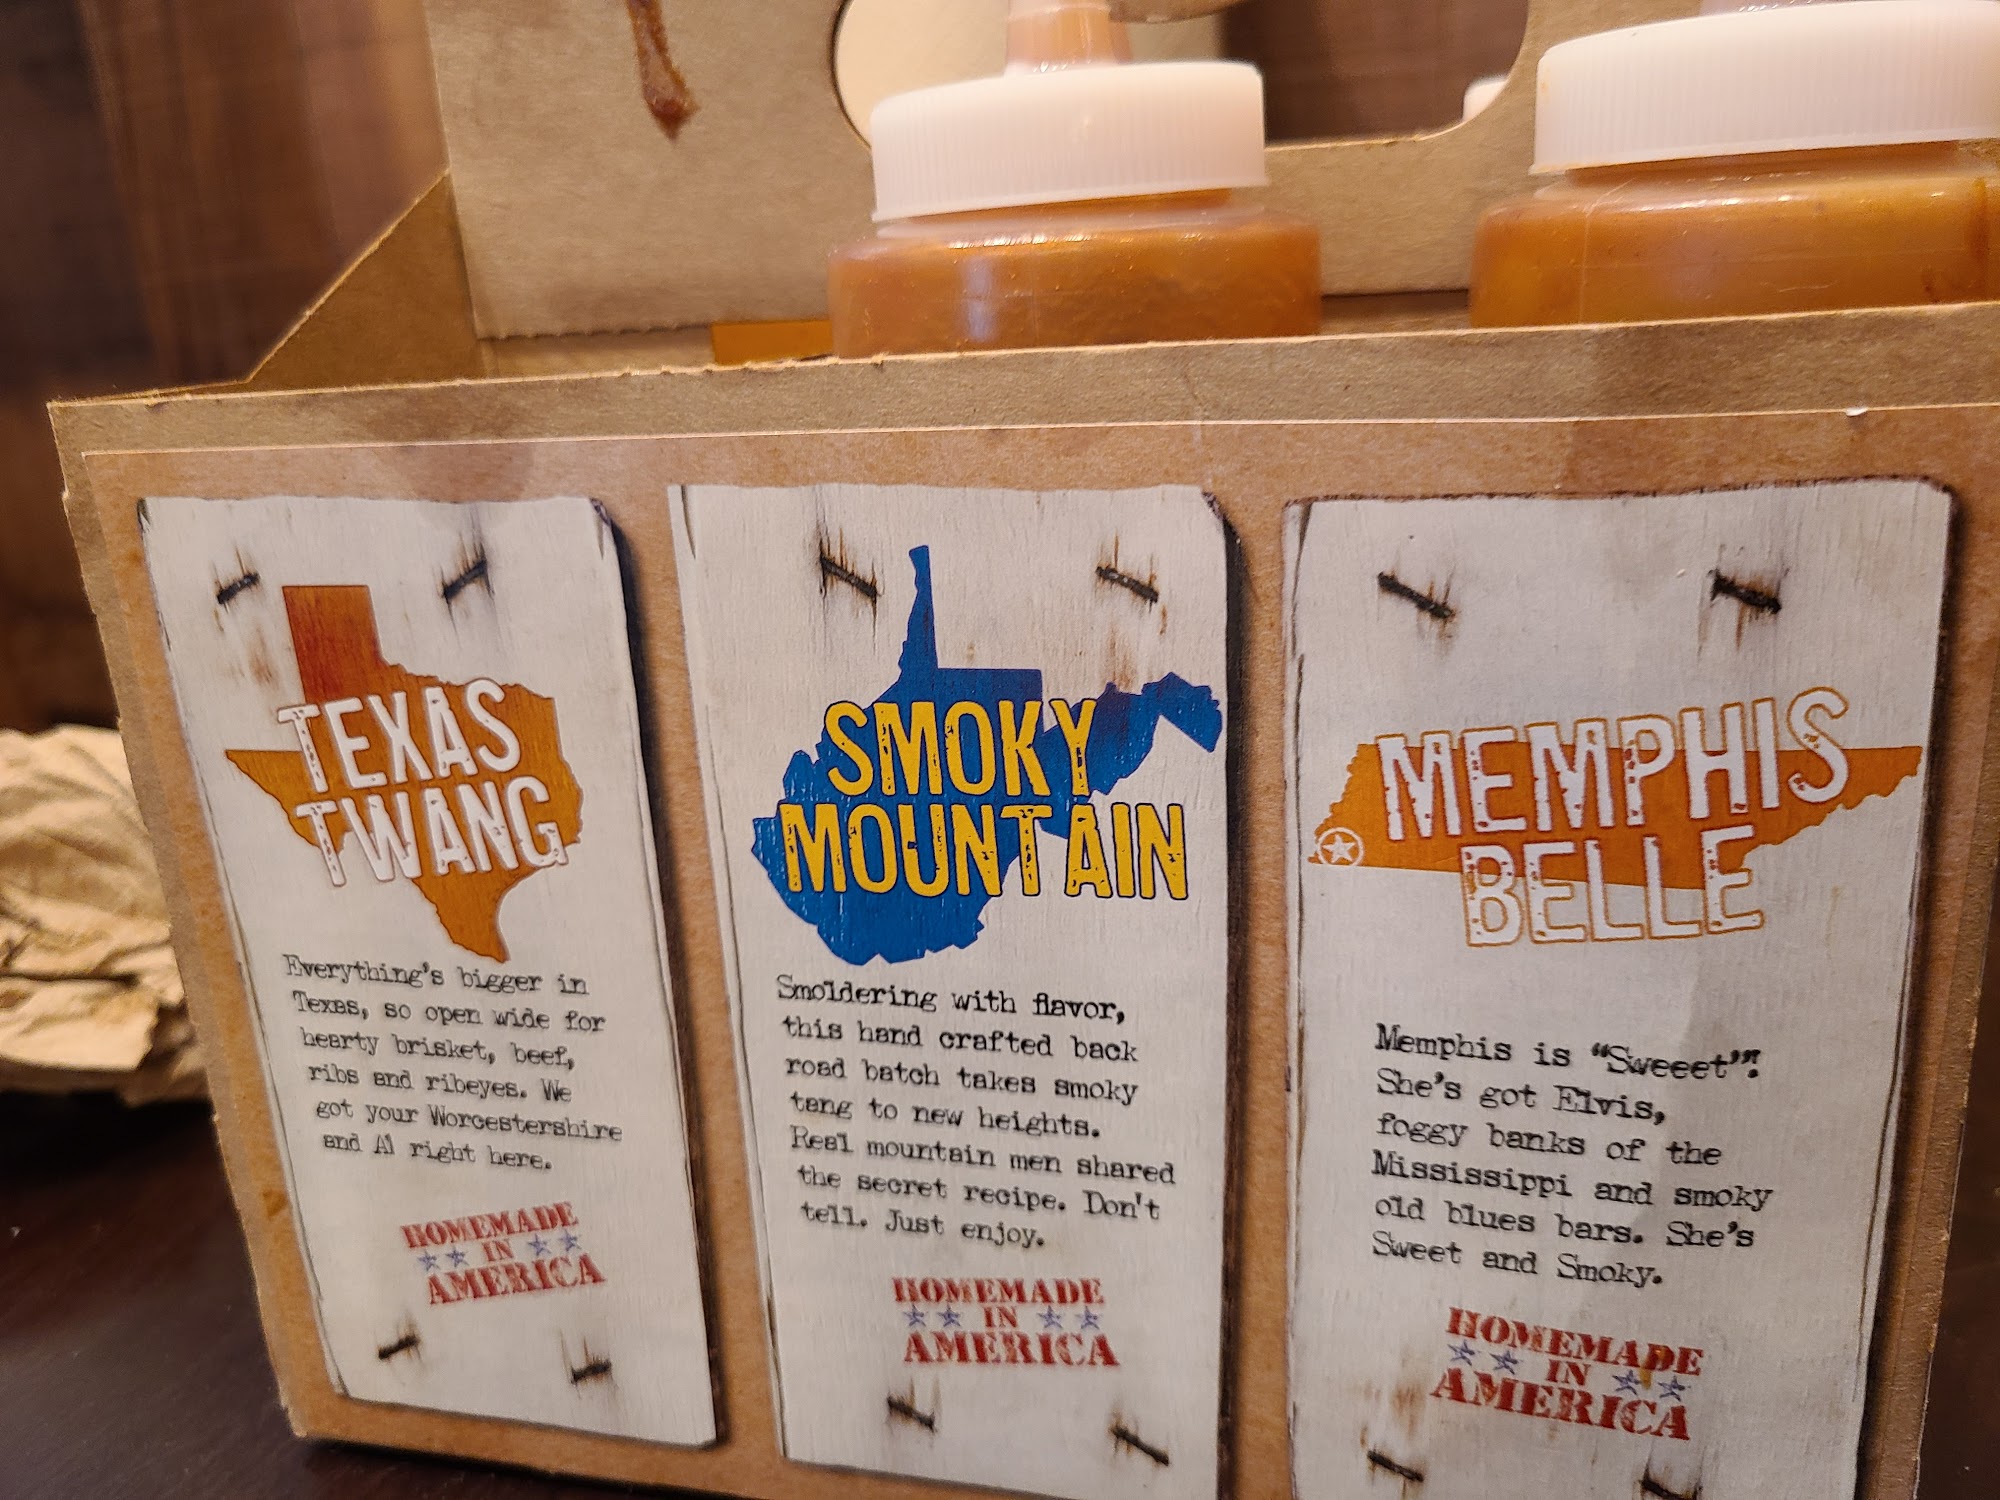 TEXAS
TWANG
Everything's bigger in
Texas, so open wide for
hearty brisket, beef,
ribs and ribeyes. We
got your Worcestershire
and A1 right here.
HOMEMADE
IN
AMERICA
SMOKY
MOUNTAIN
Smoldering with flavor,
this hand crafted back
road batch takes smoky
tang to new heights.
Real mountain men shared
the secret recipe. Don't
tell. Just enjoy.
HOMEMADE
IN
AMERICA
MEMPHIS
BELLE
Memphis is "Sweeet".
She's got Elvis,
foggy banks of the
Mississippi and smoky
old blues bars. She's
Sweet and Smoky.
HOMEMADE
IN
AMERICA